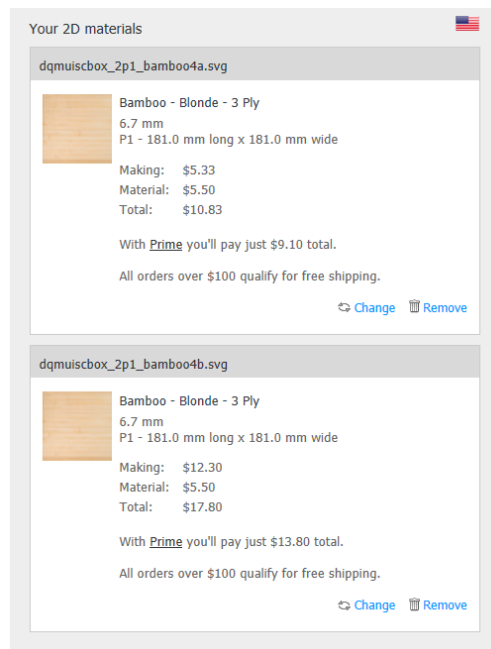 Your 2D materials
dqmuiscbox_2p1_bamboo4a.svg
Bamboo - Blonde - 3 Ply
6.7 mm
P1 - 181.0 mm long x 181.0 mm wide
Making: $5.33
Material: $5.50
Total: $10.83
With Prime you'll pay just $9.10 total.
All orders over $100 qualify for free shipping.
Change Remove
dqmuiscbox_2p1_bamboo4b.svg
Bamboo - Blonde - 3 Ply
6.7 mm
P1 - 181.0 mm long x 181.0 mm wide
Making: $12.30
Material: $5.50
Total: $17.80
With Prime you'll pay just $13.80 total.
All orders over $100 qualify for free shipping.
Change Remove